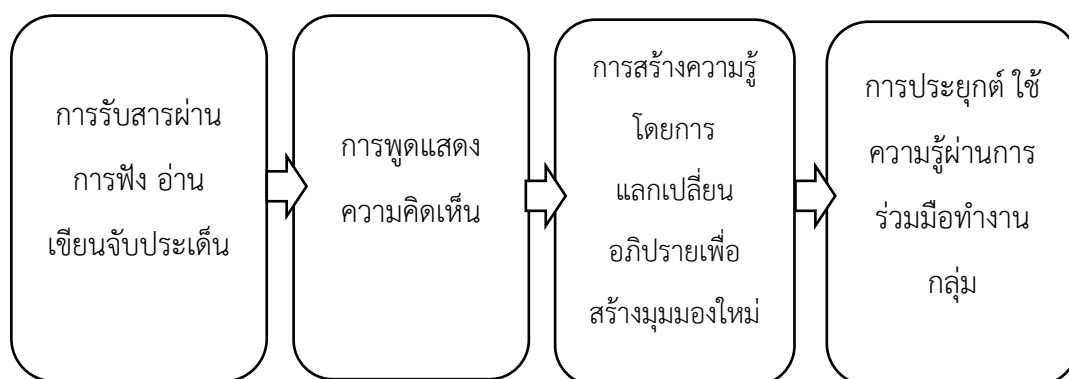 การรับสารผ่าน
การฟัง อ่าน
เขียนจับประเด็น
การพูดแสดง
ความคิดเห็น
การสร้างความรู้
โดยการ
แลกเปลี่ยน
อภิปรายเพื่อ
สร้างมุมมองใหม่
การประยุกต์ ใช้
ความรู้ผ่านการ
ร่วมมือทำงาน
กลุ่ม